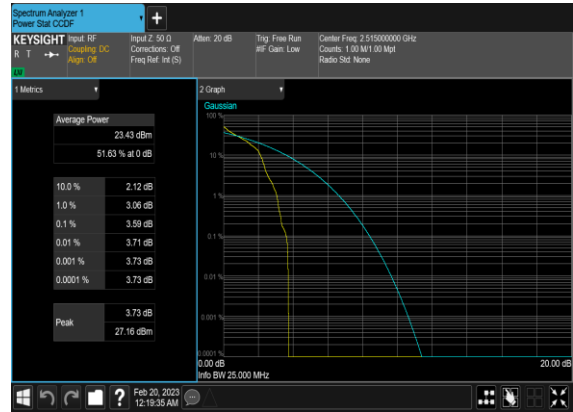 Spectrum Analyzer 1
Power Stat CCDF
KEYSIGHT
R T
LXI
Input: RF
Coupling: DC
Align: Off
Input Z: 50 Ω
Corrections: Off
Freq Ref: Int (S)
Atten: 20 dB
Trig: Free Run
#IF Gain: Low
Center Freq: 2.515000000 GHz
Counts: 1.00 M/1.00 Mpt
Radio Std: None
1 Metrics
Average Power
23.43 dBm
51.63 % at 0 dB
10.0 % 2.12 dB
1.0 % 3.06 dB
0.1 % 3.59 dB
0.01 % 3.71 dB
0.001 % 3.73 dB
0.0001 % 3.73 dB
Peak
3.73 dB
27.16 dBm
2 Graph
Gaussian
100 %
10 %
1 %
0.1 %
0.01 %
0.001 %
0.0001 %
0.00 dB
20.00 dB
Info BW 25.000 MHz
Feb 20, 2023
12:19:35 AM